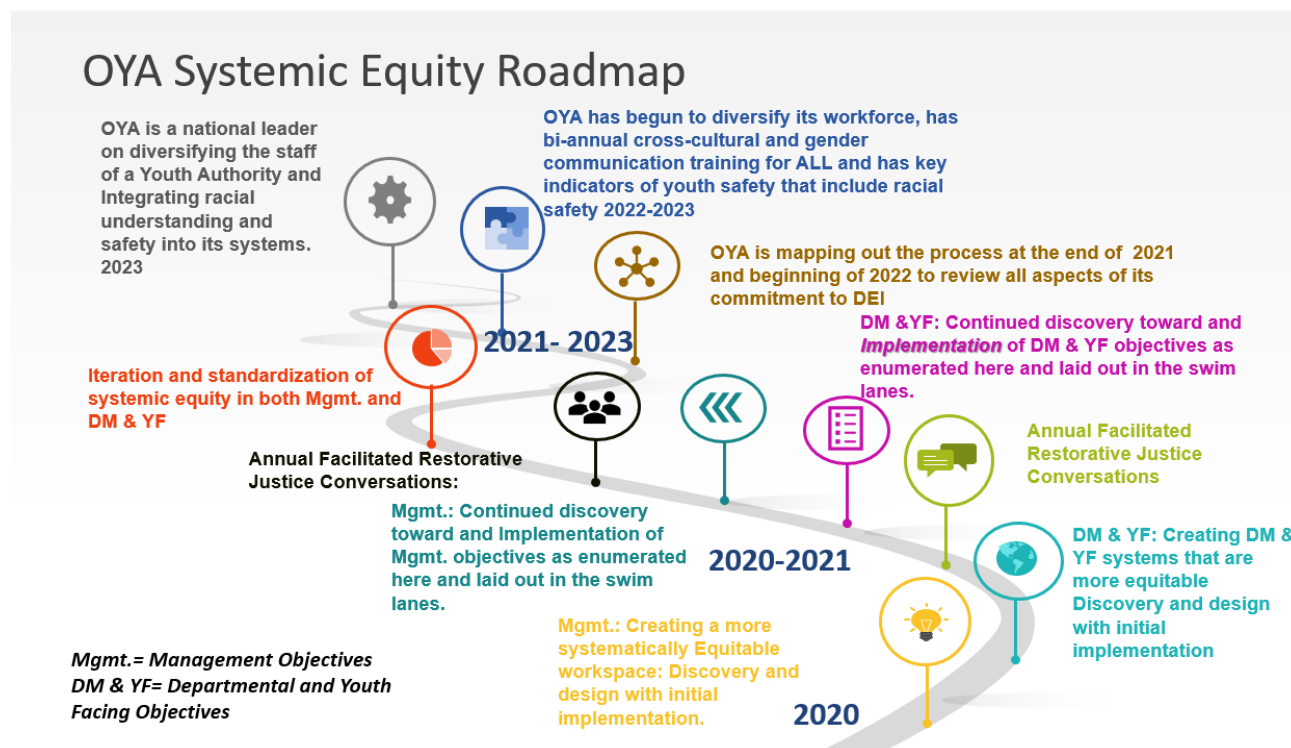 OYA Systemic Equity Roadmap
OYA is a national leader
on diversifying the staff
of a Youth Authority and
Integrating racial
understanding and
safety into its systems.
2023
OYA has begun to diversify its workforce, has
bi-annual cross-cultural and gender
communication training for ALL and has key
indicators of youth safety that include racial
safety 2022-2023
OYA is mapping out the process at the end of 2021
and beginning of 2022 to review all aspects of its
commitment to DEI
2021- 2023
DM &YF: Continued discovery toward and
Implementation of DM & YF objectives as
enumerated here and laid out in the swim
lanes.
Iteration and standardization of
systemic equity in both Mgmt. and
DM & YF
Annual Facilitated Restorative
Justice Conversations:
Annual Facilitated
Restorative Justice
Conversations
Mgmt.: Continued discovery
toward and Implementation of
Mgmt. objectives as enumerated
here and laid out in the swim
lanes.
2020-2021
DM & YF: Creating DM &
YF systems that are
more equitable
Discovery and design
with initial
implementation
Mgmt.: Creating a more
systematically Equitable
workspace: Discovery and
design with initial
implementation.
2020
Mgmt.= Management Objectives
DM & YF= Departmental and Youth
Facing Objectives